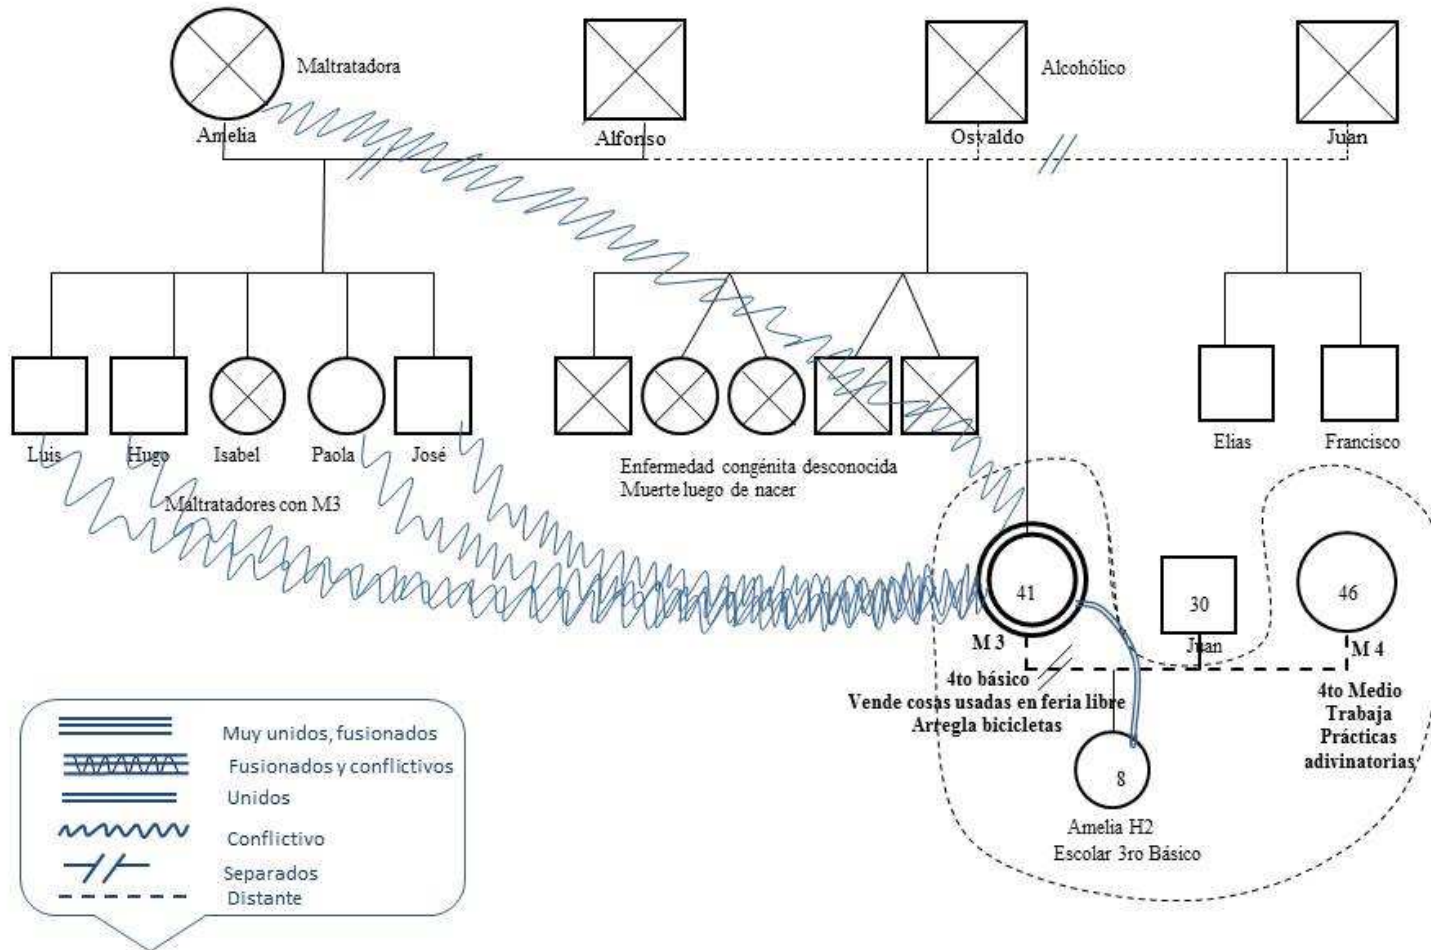 Maltratadora
Alcohólico
Amelia
Alfonso
Osvaldo
Juan
Luis
Hugo
Isabel
Paola
José
Maltratadores con M3
Enfermedad congénita desconocida
Muerte luego de nacer
Elias
Francisco
41
30
46
M 3
Juan
M 4
4to básico
Vende cosas usadas en feria libre
Arregla bicicletas
4to Medio
Trabaja
Prácticas
adivinatorias
8
Amelia H2
Escolar 3ro Básico
Muy unidos, fusionados
Fusionados y conflictivos
Unidos
Conflictivo
Separados
Distante